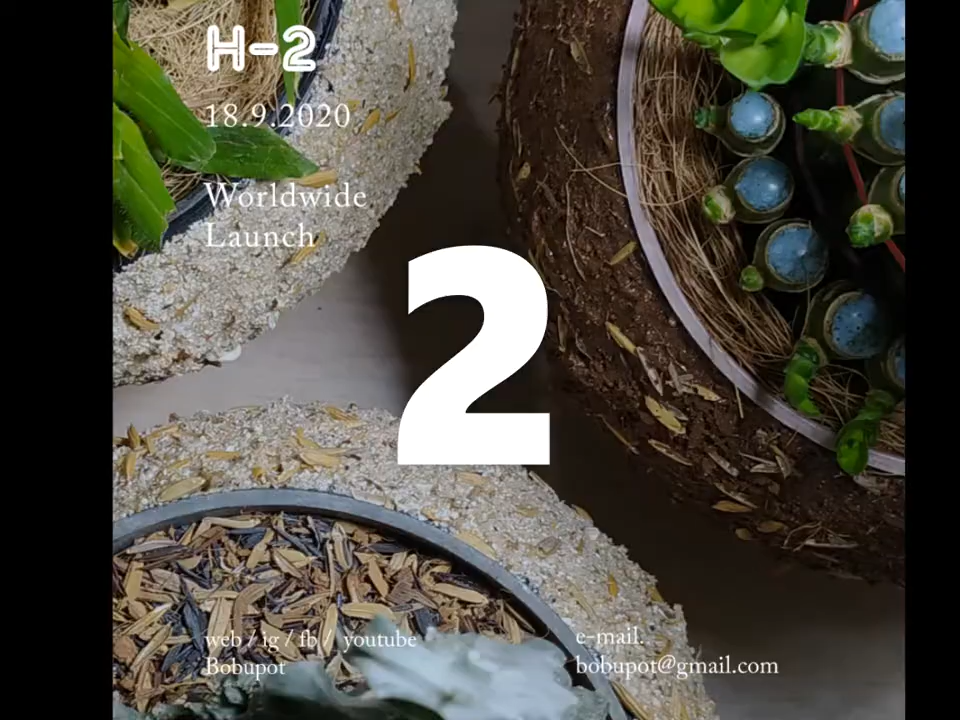 H-2
18.9.2020
Worldwide
Launch
2
web / ig / fb / youtube
Bobupot
e-mail.
bobupot@gmail.com